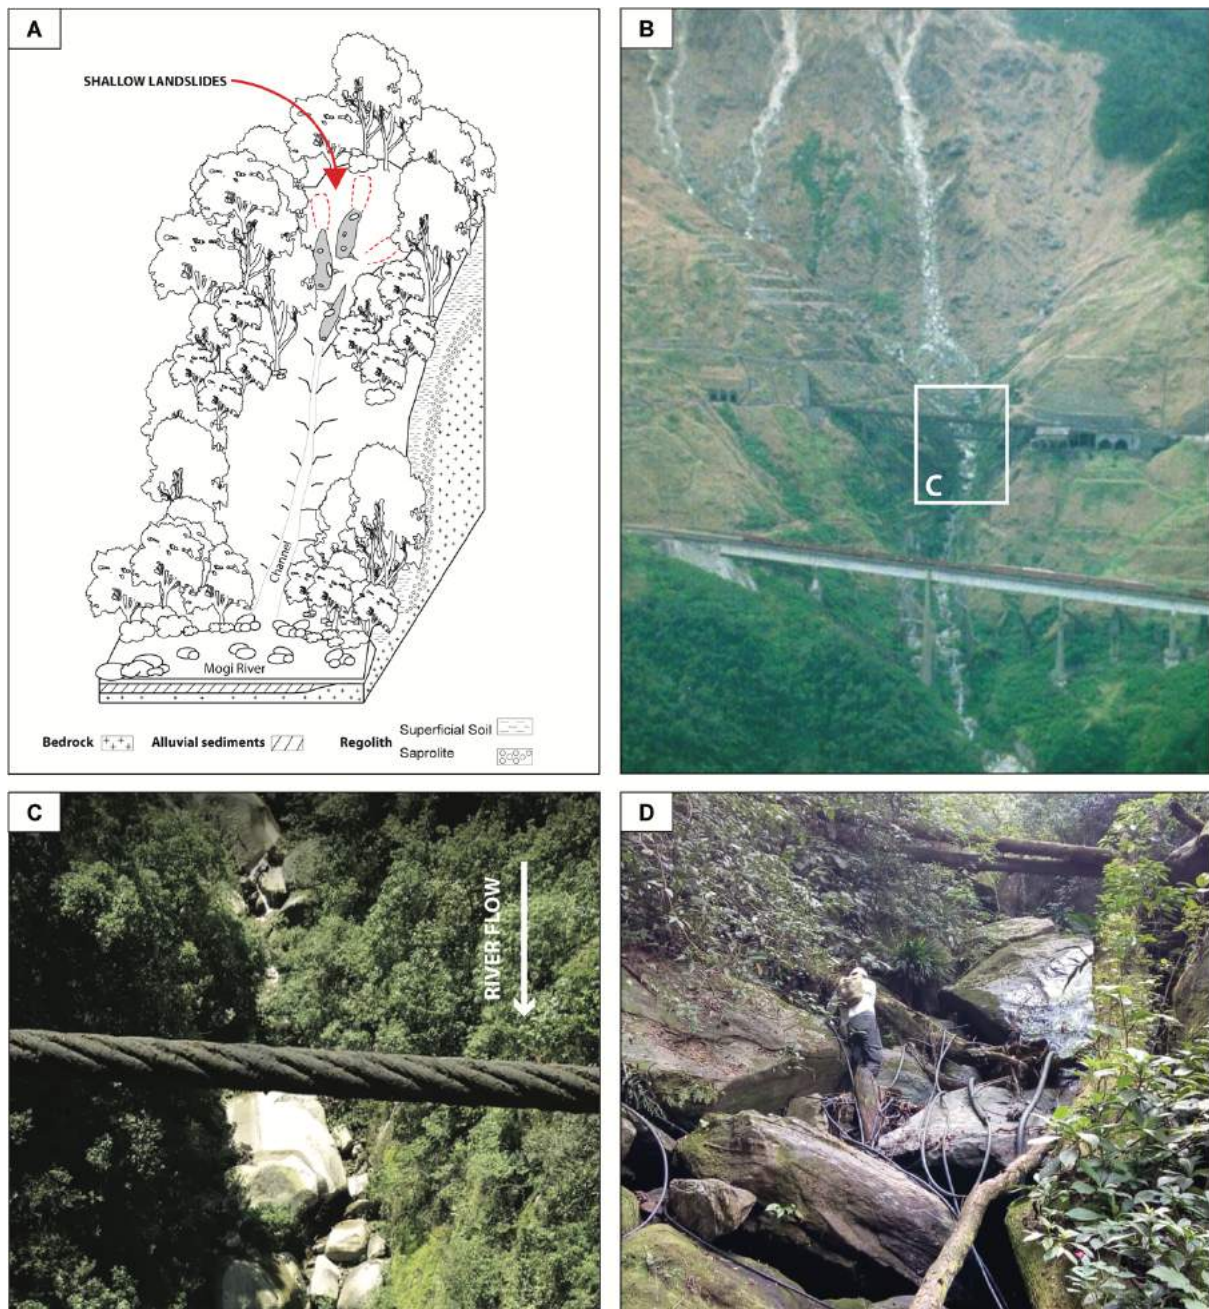 A
SHALLOW LANDSLIDES
Channel
Mogi River
Bedrock
Alluvial sediments
Regolith
Superficial Soil
Saprolite
B
C
C
RIVER FLOW
D